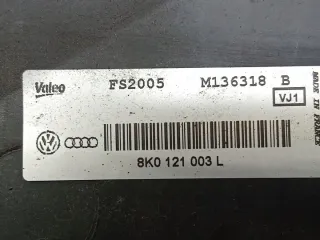 Valeo FS2005 M136318 B
VJ1
MADE IN FRANCE
8K0 121 003 L